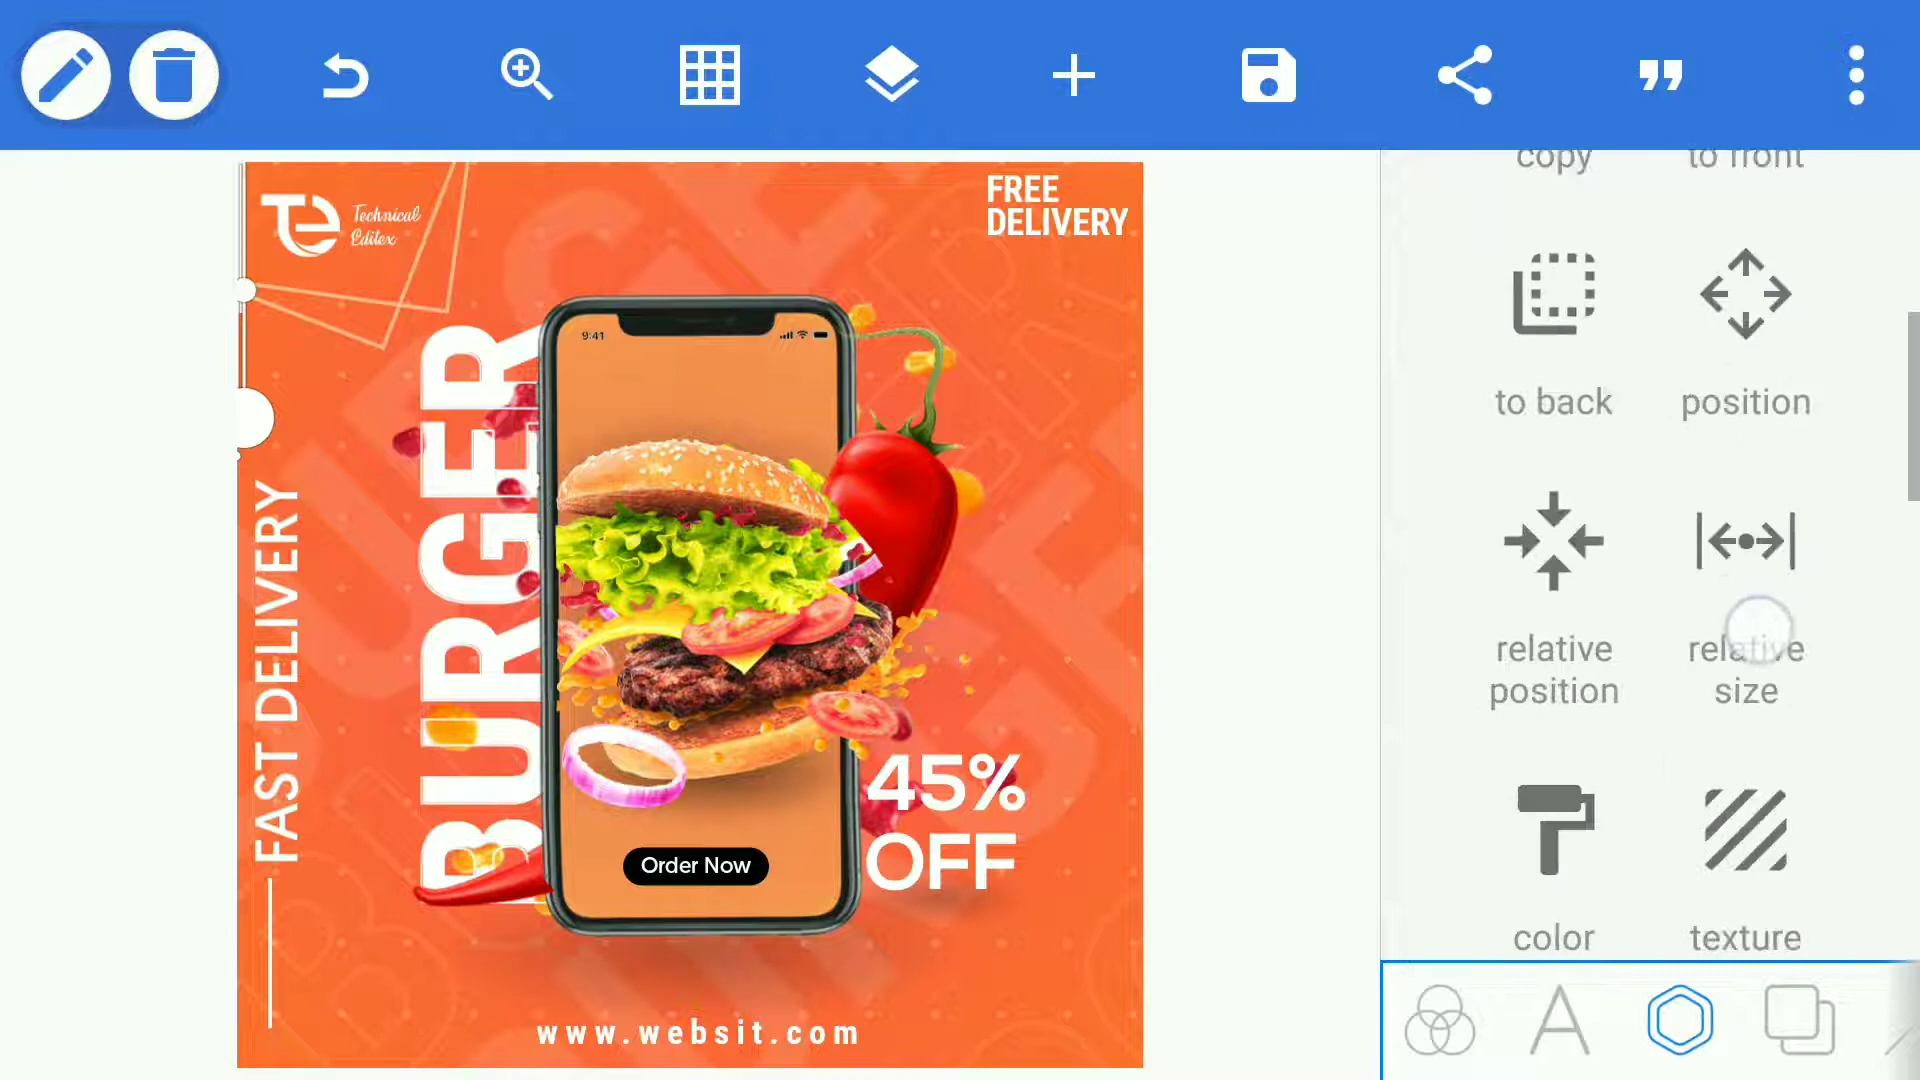 copy
to front
FREE
DELIVERY
Technical
Editex
9:41
to back
position
BURGER
FAST DELIVERY
relative
position
relative
size
45%
OFF
Order Now
color
texture
www.websit.com